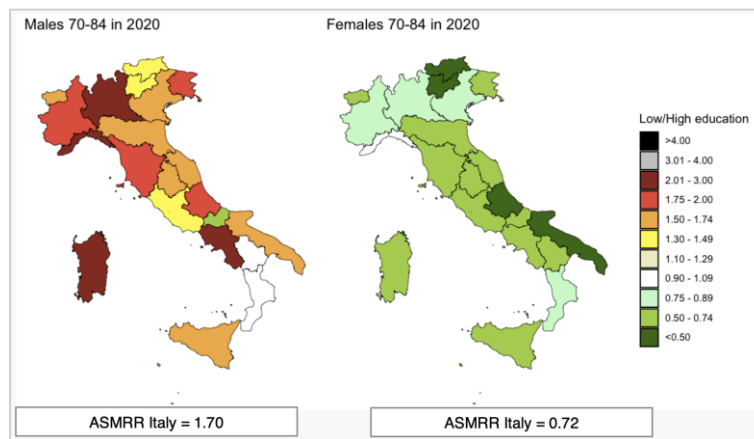 Males 70-84 in 2020
Females 70-84 in 2020
Low/High education
>4.00
3.01 - 4.00
2.01 - 3.00
1.75 - 2.00
1.50 - 1.74
1.30 - 1.49
1.10 - 1.29
0.90 - 1.09
0.75 - 0.89
0.50 - 0.74
<0.50
ASMRR Italy = 1.70
ASMRR Italy = 0.72